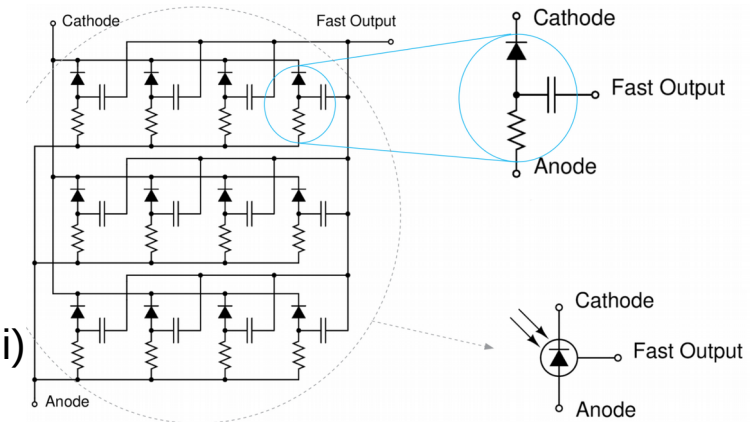 Cathode
Fast Output
Cathode
Fast Output
Anode
i)
Cathode
Fast Output
Anode
Anode